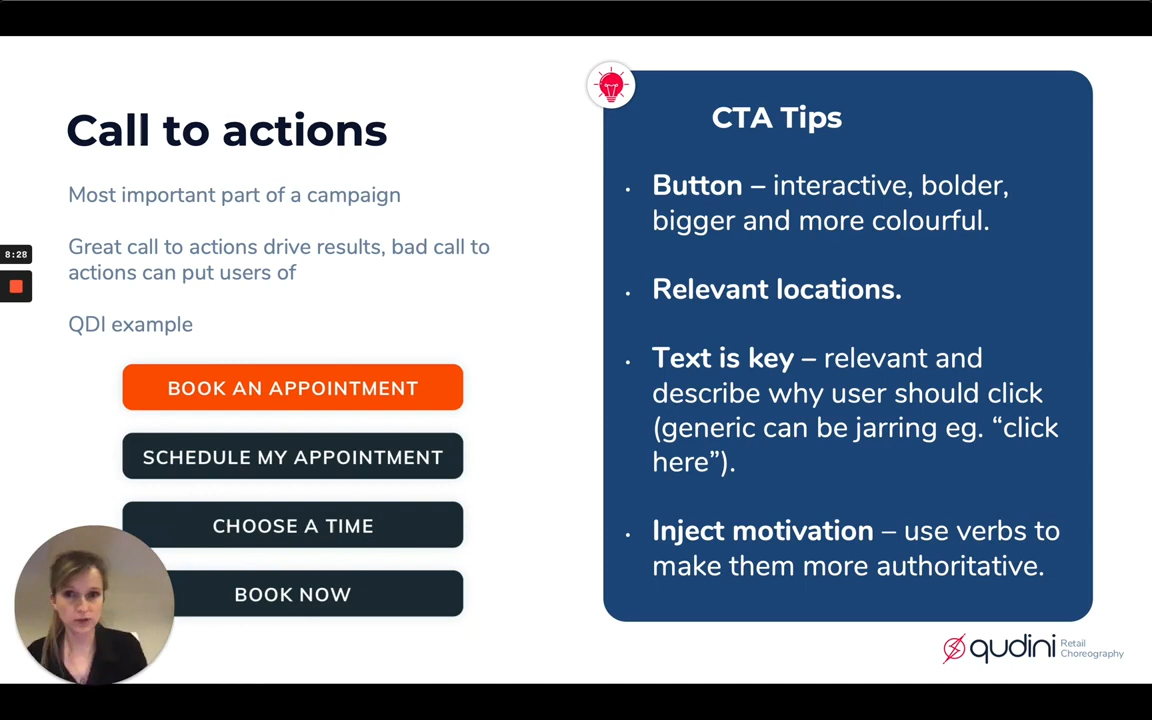 Call to actions
Most important part of a campaign
Great call to actions drive results, bad call to
actions can put users of
QDI example
BOOK AN APPOINTMENT
SCHEDULE MY APPOINTMENT
CHOOSE A TIME
BOOK NOW
8:28
CTA Tips
• Button – interactive, bolder,
bigger and more colourful.
• Relevant locations.
• Text is key – relevant and
describe why user should click
(generic can be jarring eg. “click
here”).
• Inject motivation – use verbs to
make them more authoritative.
qudini
Retail
Choreography